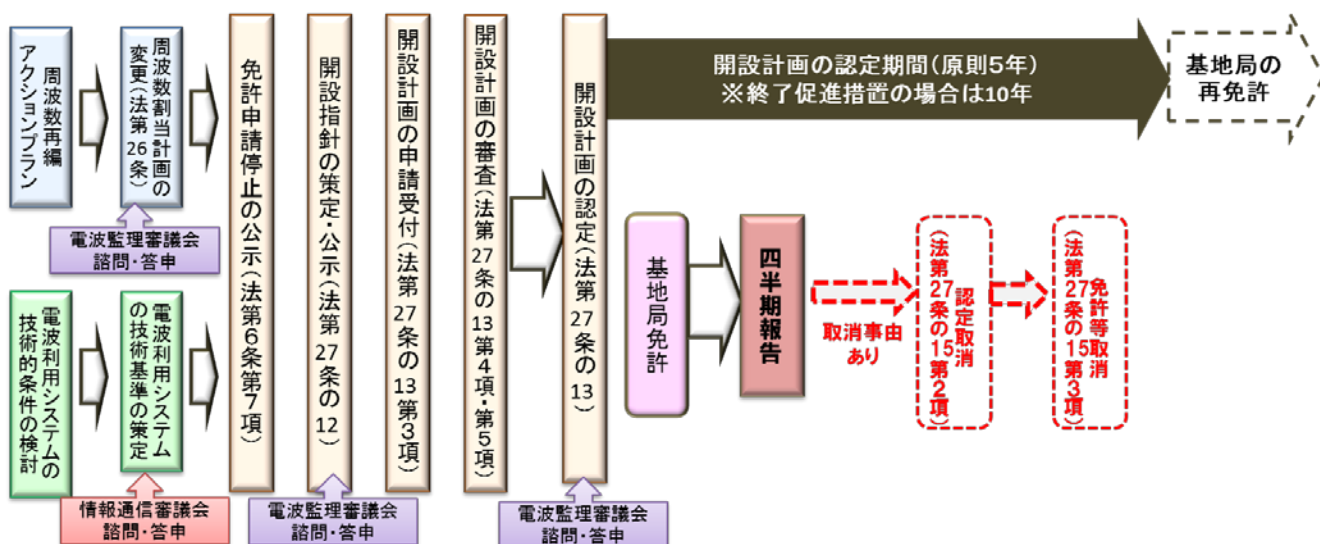 周波数再編
アクションプラン
周波数割当計画の
変更（法第26条）
電波監理審議会
諮問・答申
電波利用システムの
技術的条件の検討
電波利用システム
の技術基準の策定
情報通信審議会
諮問・答申
免許申請停止の公示（法第６条第７項）
開設指針の策定・公示（法第27条の12）
電波監理審議会
諮問・答申
開設計画の申請受付（法第27条の13第３項）
開設計画の審査（法第27条の13第４項・第５項）
開設計画の認定（法第27条の13）
電波監理審議会
諮問・答申
開設計画の認定期間（原則5年）
※終了促進措置の場合は10年
基地局の
再免許
基地局免許
四半期報告
取消事由
あり
認定取消
（法第27条の15第２項）
免許等取消
（法第27条の15第３項）